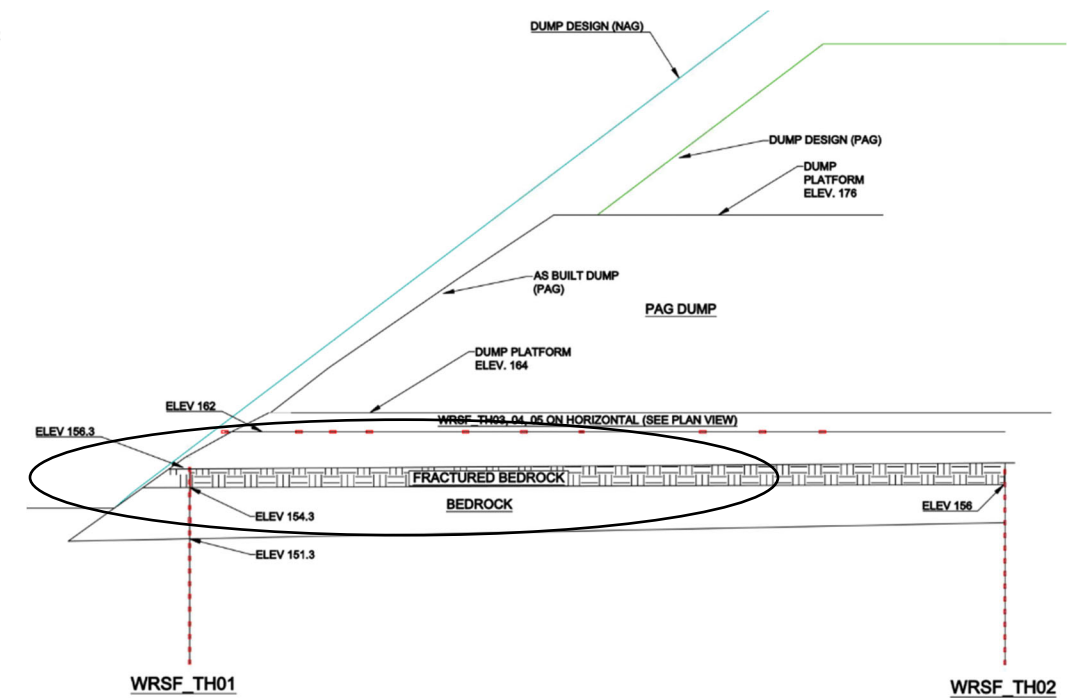 DUMP DESIGN (NAG)
DUMP DESIGN (PAG)
DUMP
PLATFORM
ELEV. 176
AS BUILT DUMP
(PAG)
PAG DUMP
DUMP PLATFORM
ELEV. 164
ELEV 162
WRSF_TH03, 04, 05 ON HORIZONTAL (SEE PLAN VIEW)
ELEV 156.3
FRACTURED BEDROCK
BEDROCK
ELEV 156
ELEV 154.3
ELEV 151.3
WRSF_TH01
WRSF_TH02